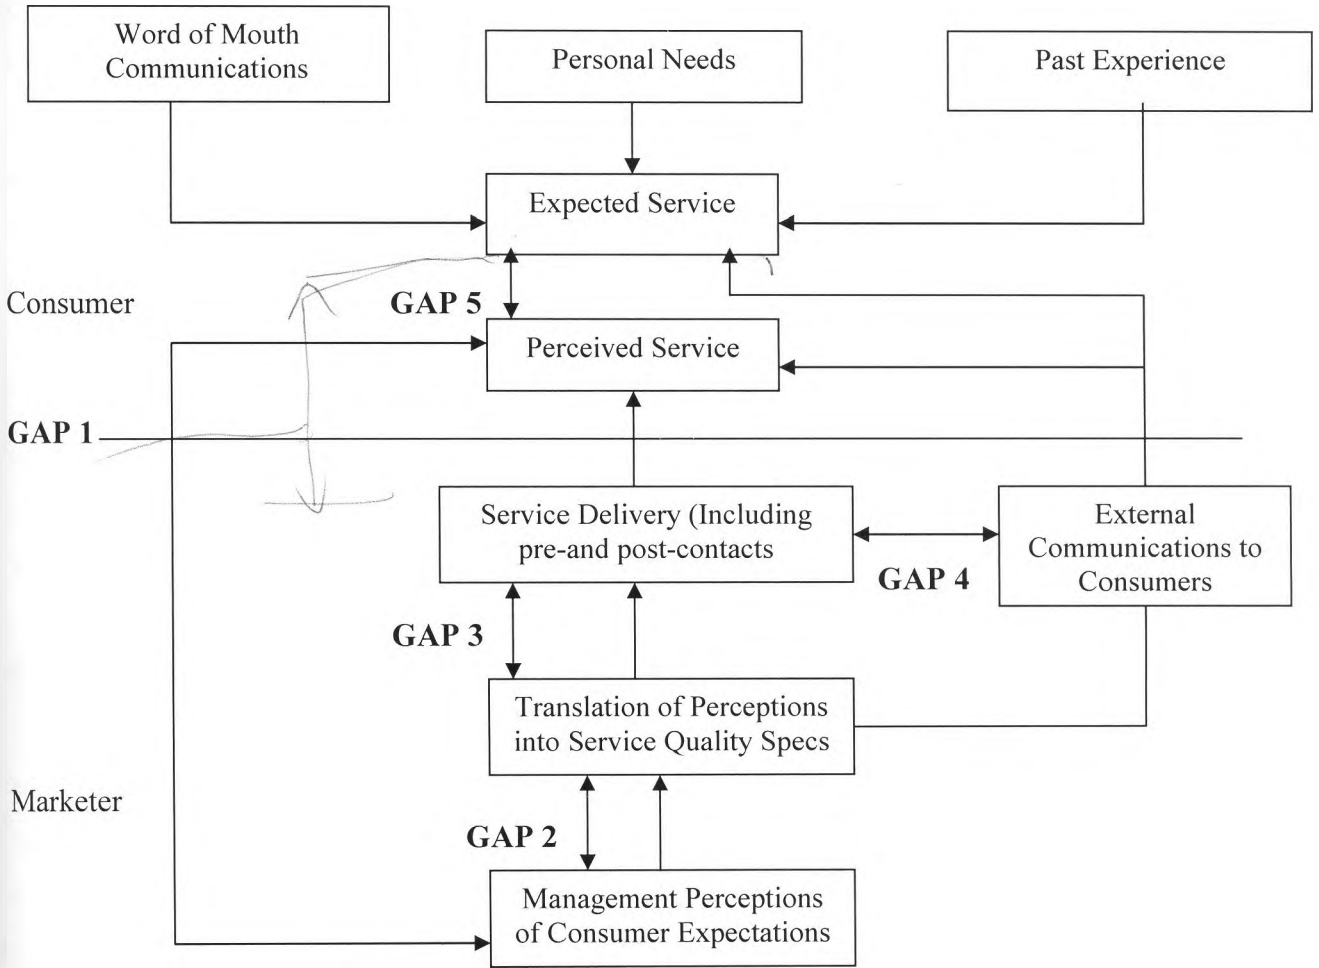 Word of Mouth
Communications
Personal Needs
Past Experience
Expected Service
Consumer
GAP 5
Perceived Service
GAP 1
Service Delivery (Including
pre-and post-contacts
External
Communications to
Consumers
GAP 4
GAP 3
Translation of Perceptions
into Service Quality Specs
Marketer
GAP 2
Management Perceptions
of Consumer Expectations